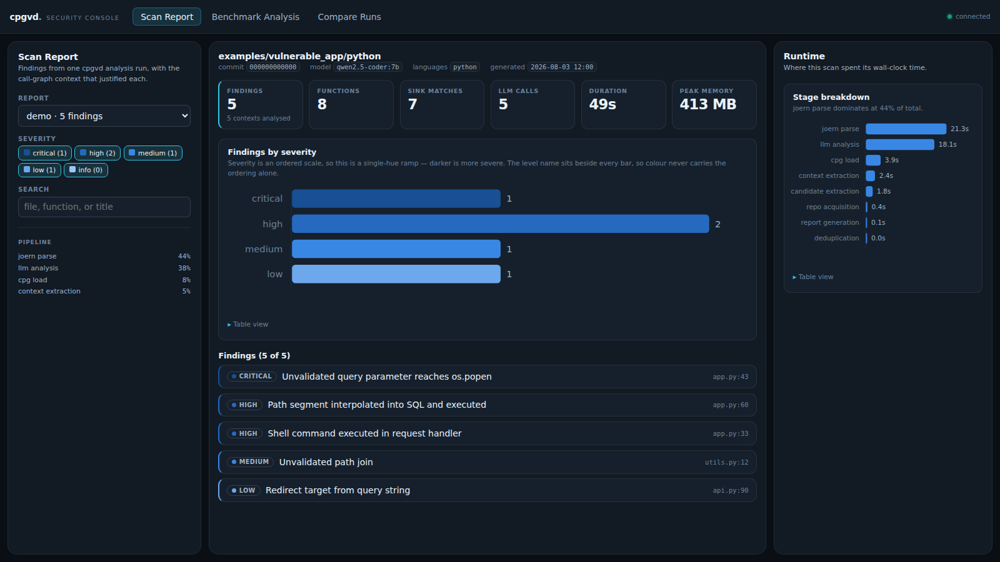 cpgvd. SECURITY CONSOLE
Scan Report
Benchmark Analysis
Compare Runs
connected
Scan Report
Findings from one cpgvd analysis run, with the
call-graph context that justified each.
REPORT
demo · 5 findings
SEVERITY
critical (1)
high (2)
medium (1)
low (1)
info (0)
SEARCH
file, function, or title
PIPELINE
joern parse 44%
llm analysis 38%
cpg load 8%
context extraction 5%
examples/vulnerable_app/python
commit 000000000000 model qwen2.5-coder:7b languages python generated 2026-08-03 12:00
FINDINGS
5
5 contexts analysed
FUNCTIONS
8
SINK MATCHES
7
LLM CALLS
5
DURATION
49s
PEAK MEMORY
413 MB
Findings by severity
Severity is an ordered scale, so this is a single-hue ramp — darker is more severe. The level name sits beside every bar, so colour never carries the
ordering alone.
critical 1
high 2
medium 1
low 1
▸ Table view
Findings (5 of 5)
CRITICAL Unvalidated query parameter reaches os.popen app.py:43
HIGH Path segment interpolated into SQL and executed app.py:60
HIGH Shell command executed in request handler app.py:33
MEDIUM Unvalidated path join utils.py:12
LOW Redirect target from query string api.py:90
Runtime
Where this scan spent its wall-clock time.
Stage breakdown
joern parse dominates at 44% of total.
joern parse 21.3s
llm analysis 18.1s
cpg load 3.9s
context extraction 2.4s
candidate extraction 1.8s
repo acquisition 0.4s
report generation 0.1s
deduplication 0.0s
▸ Table view